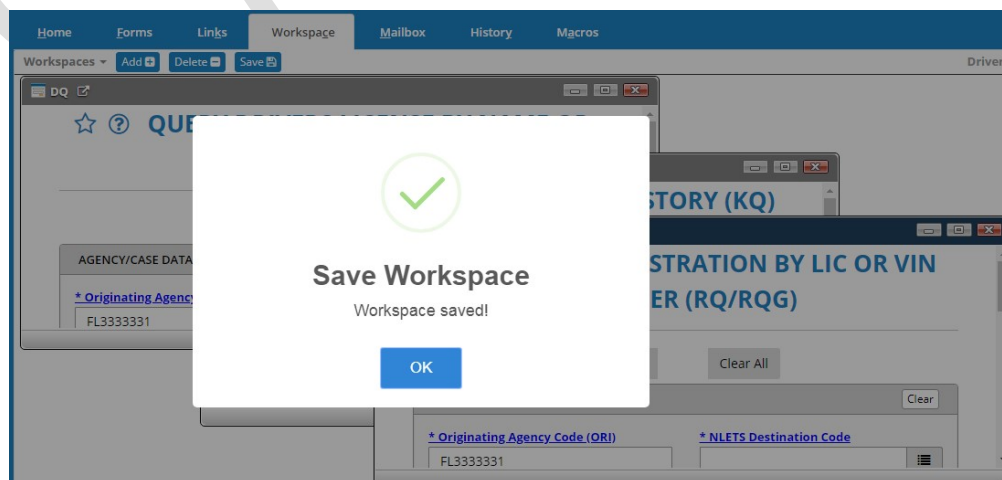 Home Forms Links Workspace Mailbox History Macros
Workspaces Add Delete Save Driver
DQ
QUE
STORY (KQ)
AGENCY/CASE DATA
* Originating Agency
FL3333331
Save Workspace
Workspace saved!
OK
STRATION BY LIC OR VIN
ER (RQ/RQG)
Clear All
Clear
* Originating Agency Code (ORI) * NLETS Destination Code
FL3333331